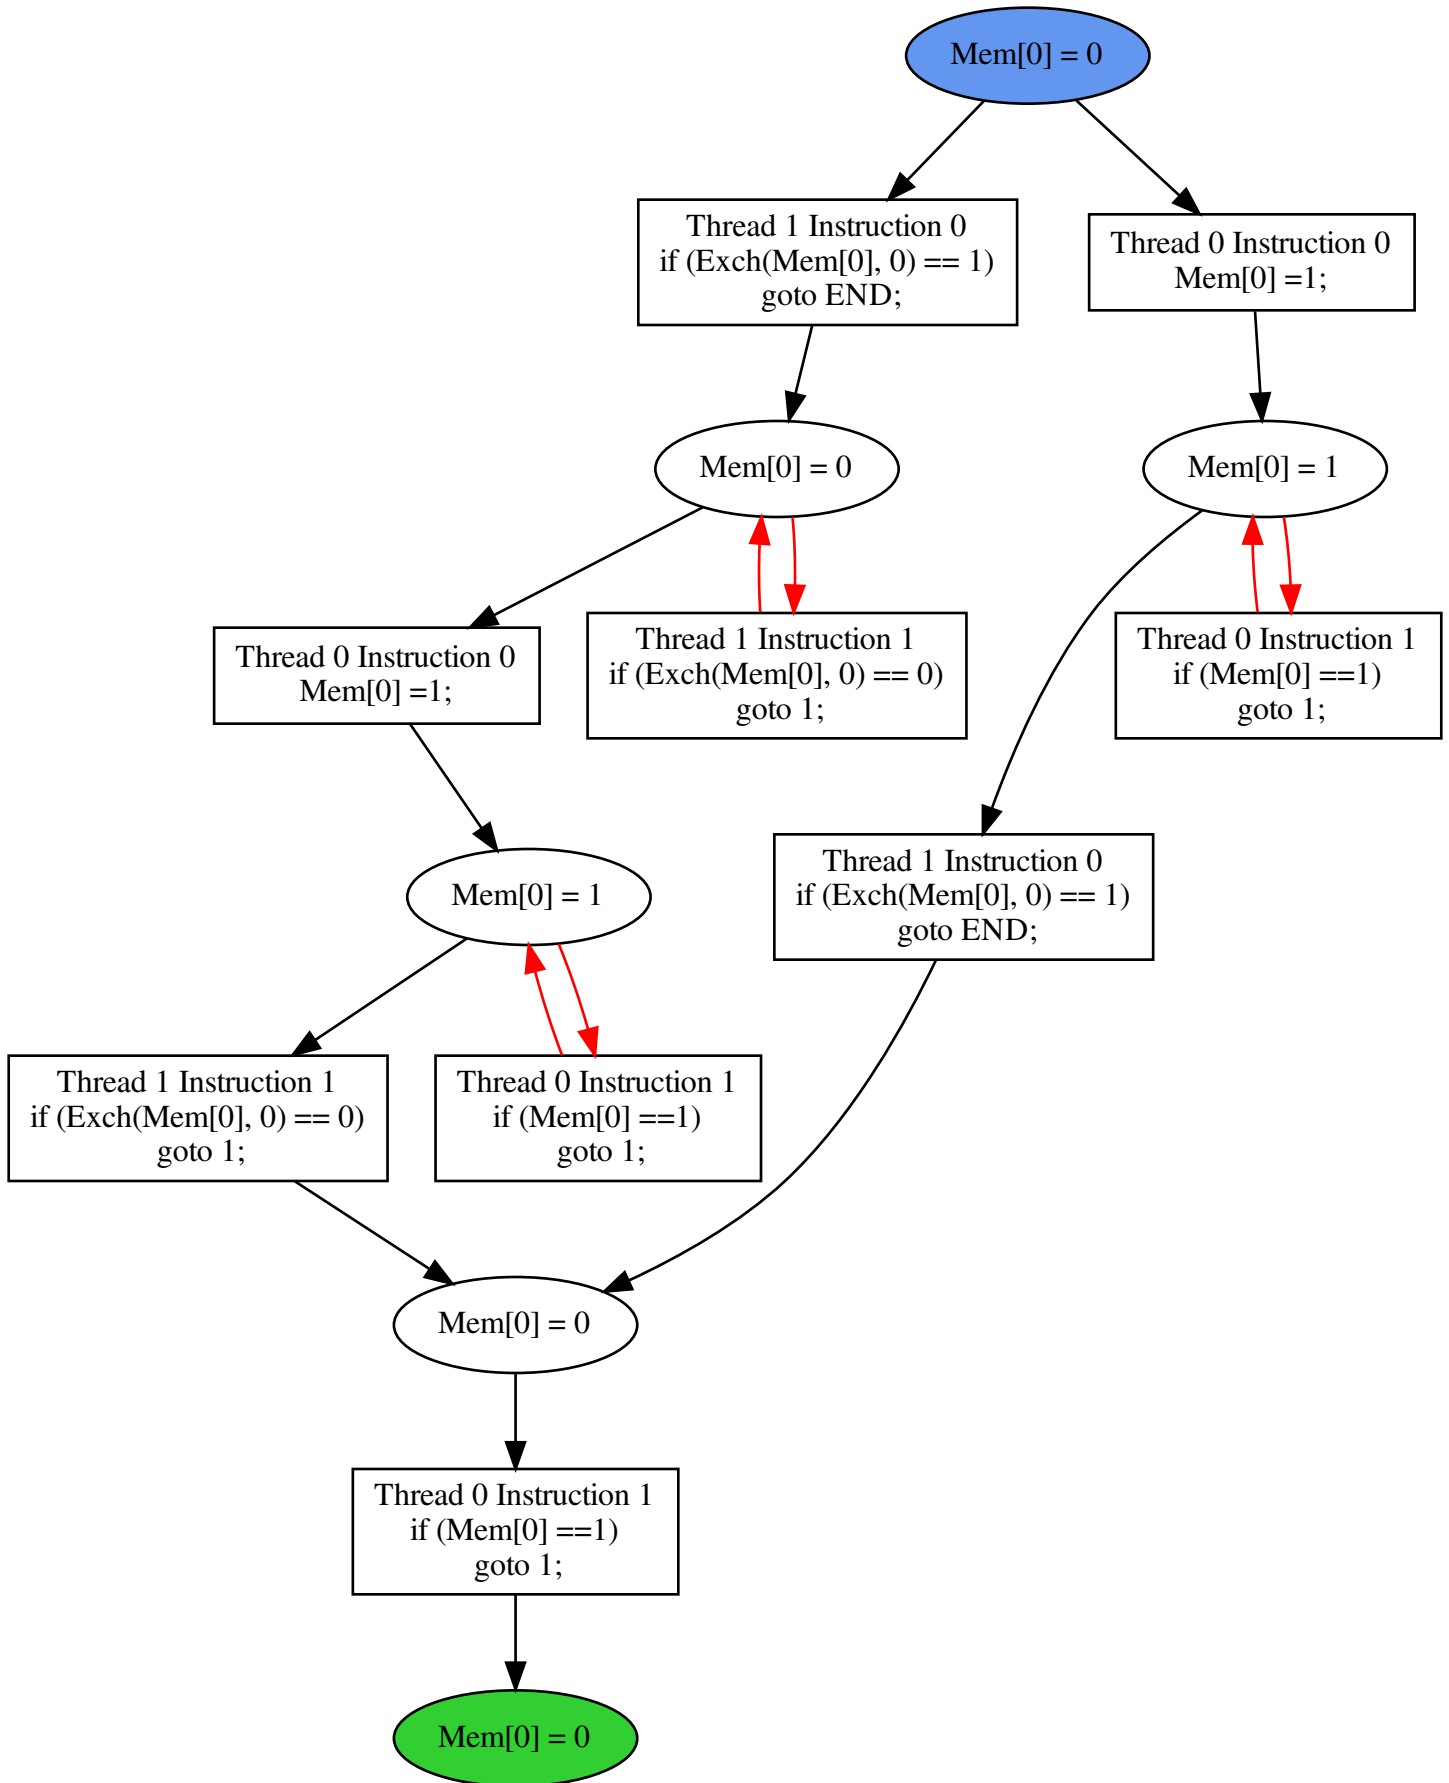 Mem[0] = 0
Thread 1 Instruction 0
if (Exch(Mem[0], 0) == 1)
goto END;
Thread 0 Instruction 0
Mem[0] =1;
Mem[0] = 0
Mem[0] = 1
Thread 0 Instruction 0
Mem[0] =1;
Thread 1 Instruction 1
if (Exch(Mem[0], 0) == 0)
goto 1;
Thread 0 Instruction 1
if (Mem[0] ==1)
goto 1;
Mem[0] = 1
Thread 1 Instruction 0
if (Exch(Mem[0], 0) == 1)
goto END;
Thread 1 Instruction 1
if (Exch(Mem[0], 0) == 0)
goto 1;
Thread 0 Instruction 1
if (Mem[0] ==1)
goto 1;
Mem[0] = 0
Thread 0 Instruction 1
if (Mem[0] ==1)
goto 1;
Mem[0] = 0